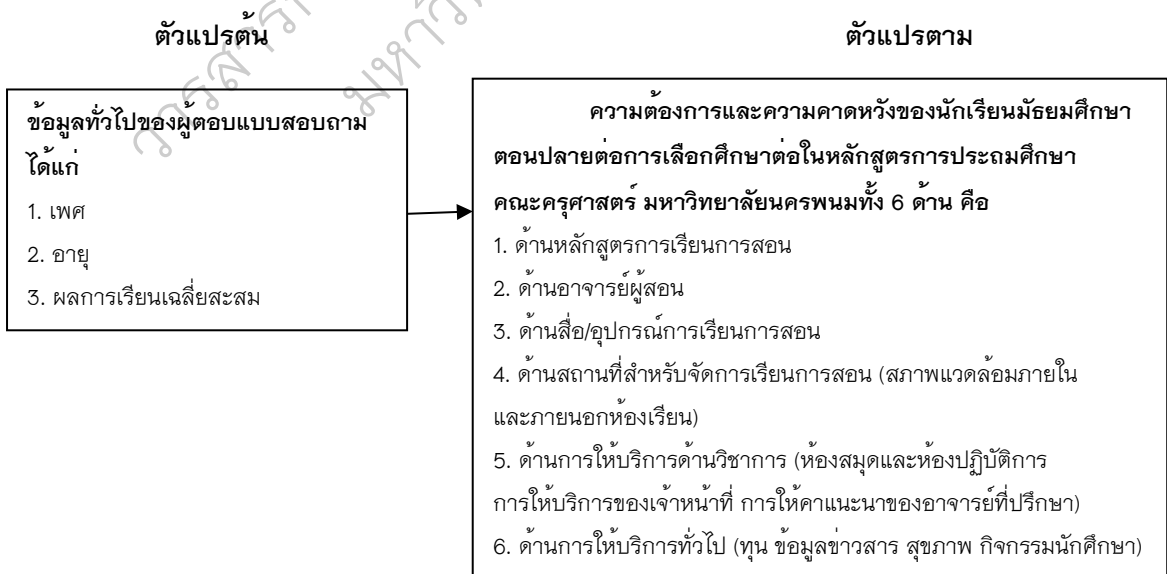 ตัวแปรต้น
ตัวแปรตาม
ข้อมูลทั่วไปของผู้ตอบแบบสอบถาม
ได้แก่
1. เพศ
2. อายุ
3. ผลการเรียนเฉลี่ยสะสม
ความต้องการและความคาดหวังของนักเรียนมัธยมศึกษา
ตอนปลายต่อการเลือกศึกษาต่อในหลักสูตรการประถมศึกษา
คณะครุศาสตร์ มหาวิทยาลัยนครพนมทั้ง 6 ด้าน คือ
1. ด้านหลักสูตรการเรียนการสอน
2. ด้านอาจารย์ผู้สอน
3. ด้านสื่อ/อุปกรณ์การเรียนการสอน
4. ด้านสถานที่สำหรับจัดการเรียนการสอน (สภาพแวดล้อมภายใน
และภายนอกห้องเรียน)
5. ด้านการให้บริการด้านวิชาการ (ห้องสมุดและห้องปฏิบัติการ
การให้บริการของเจ้าหน้าที่ การให้คาแนะนาของอาจารย์ที่ปรึกษา)
6. ด้านการให้บริการทั่วไป (ทุน ข้อมูลข่าวสาร สุขภาพ กิจกรรมนักศึกษา)